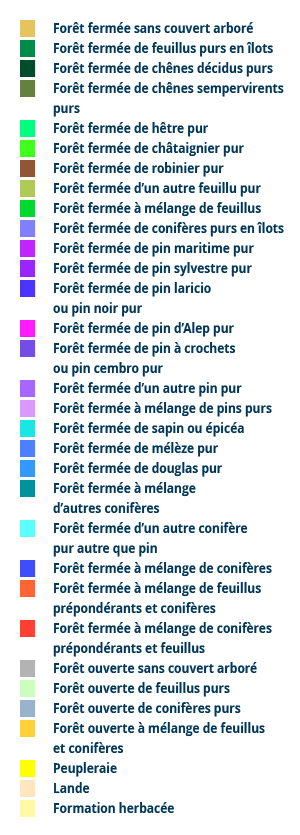 Forêt fermée sans couvert arboré
Forêt fermée de feuillus purs en îlots
Forêt fermée de chênes décidus purs
Forêt fermée de chênes sempervirents
purs
Forêt fermée de hêtre pur
Forêt fermée de châtaignier pur
Forêt fermée de robinier pur
Forêt fermée d’un autre feuillu pur
Forêt fermée à mélange de feuillus
Forêt fermée de conifères purs en îlots
Forêt fermée de pin maritime pur
Forêt fermée de pin sylvestre pur
Forêt fermée de pin laricio
ou pin noir pur
Forêt fermée de pin d’Alep pur
Forêt fermée de pin à crochets
ou pin cembro pur
Forêt fermée d’un autre pin pur
Forêt fermée à mélange de pins purs
Forêt fermée de sapin ou épicéa
Forêt fermée de mélèze pur
Forêt fermée de douglas pur
Forêt fermée à mélange
d’autres conifères
Forêt fermée d’un autre conifère
pur autre que pin
Forêt fermée à mélange de conifères
Forêt fermée à mélange de feuillus
prépondérants et conifères
Forêt fermée à mélange de conifères
prépondérants et feuillus
Forêt ouverte sans couvert arboré
Forêt ouverte de feuillus purs
Forêt ouverte de conifères purs
Forêt ouverte à mélange de feuillus
et conifères
Peupleraie
Lande
Formation herbacée